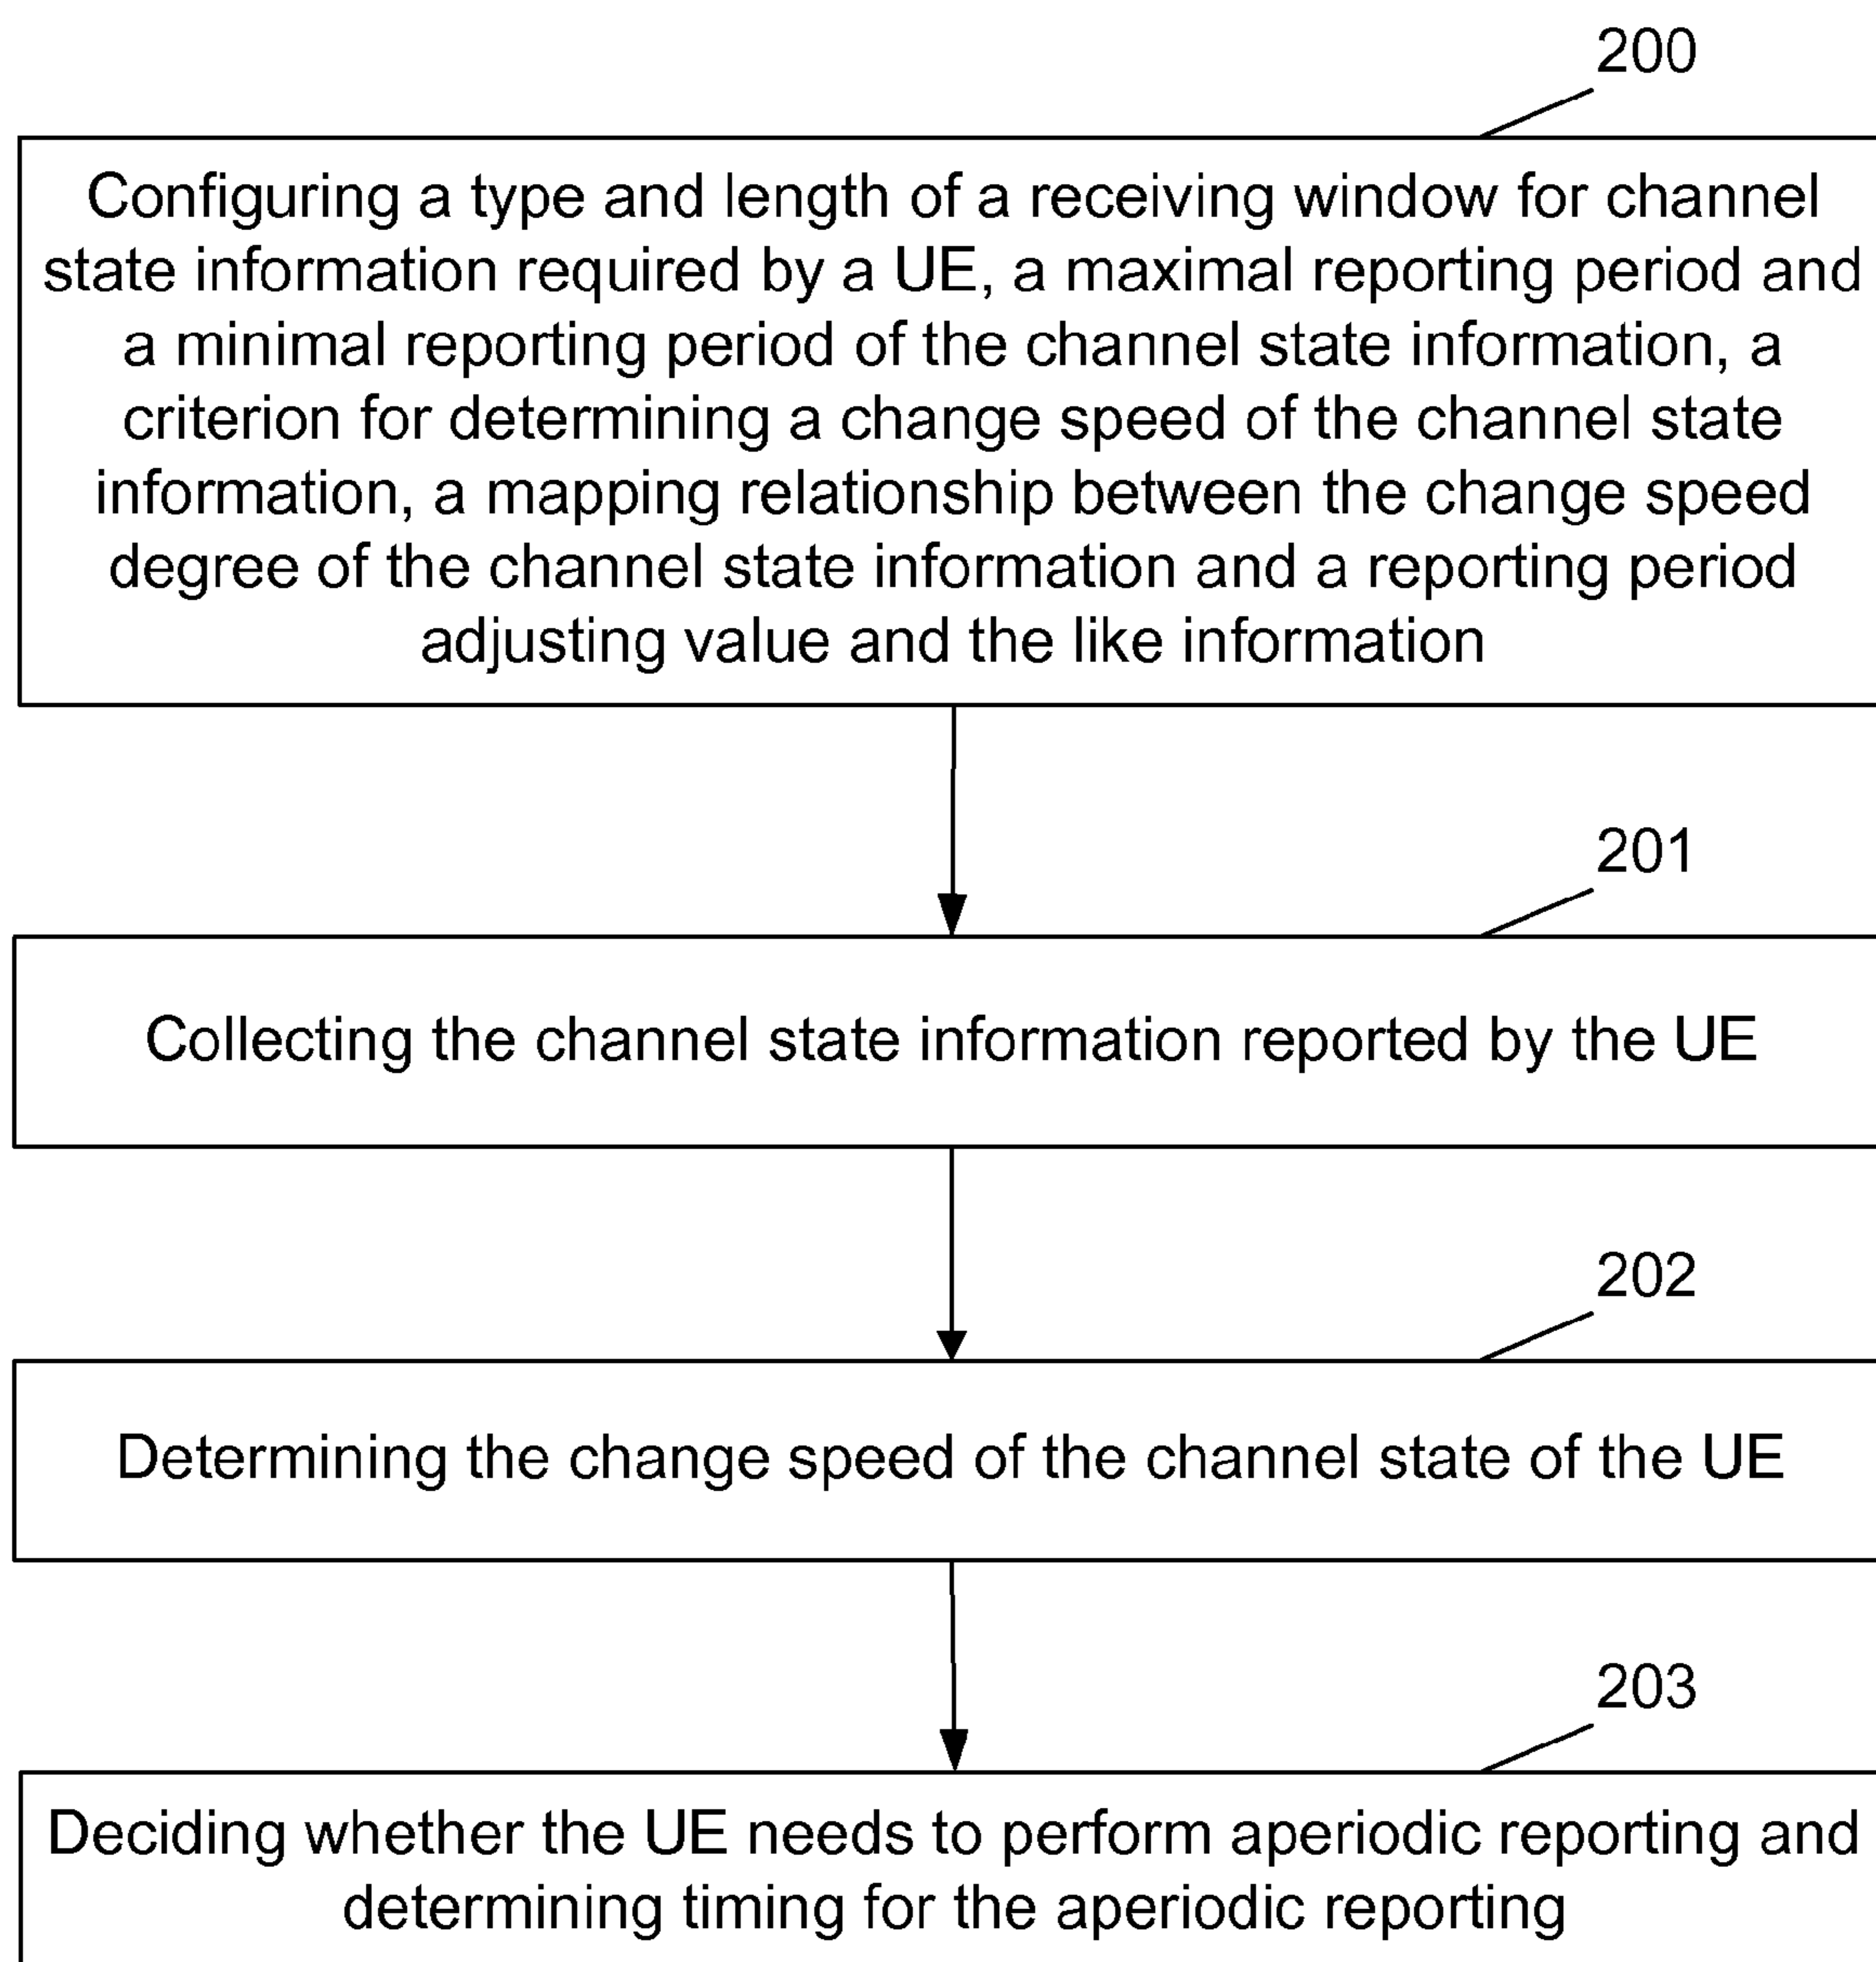 200
Configuring a type and length of a receiving window for channel
state information required by a UE, a maximal reporting period and
a minimal reporting period of the channel state information, a
criterion for determining a change speed of the channel state
information, a mapping relationship between the change speed
degree of the channel state information and a reporting period
adjusting value and the like information
201
Collecting the channel state information reported by the UE
202
Determining the change speed of the channel state of the UE
203
Deciding whether the UE needs to perform aperiodic reporting and
determining timing for the aperiodic reporting